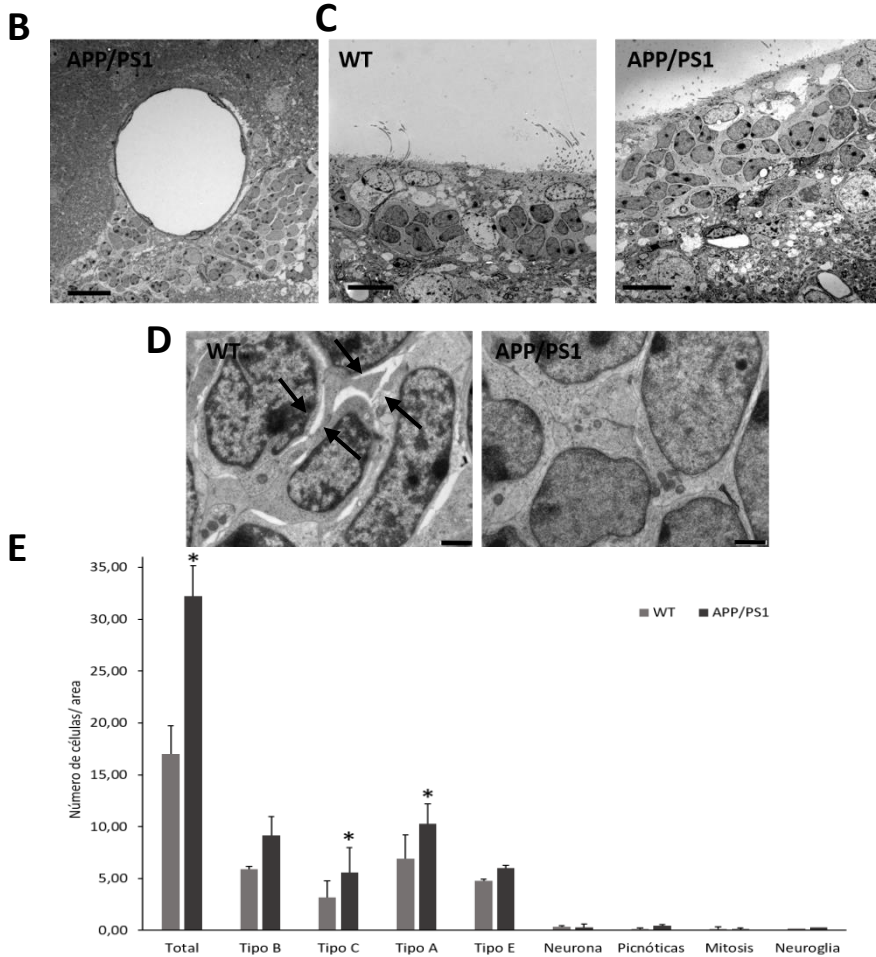 B
C
APP/PS1
WT
APP/PS1
D
WT
APP/PS1
E
Número de células/ area
35,00
30,00
25,00
20,00
15,00
10,00
5,00
0,00
*
*
*
WT
APP/PS1
Total
Tipo B
Tipo C
Tipo A
Tipo E
Neurona
Picnóticas
Mitosis
Neuroglia